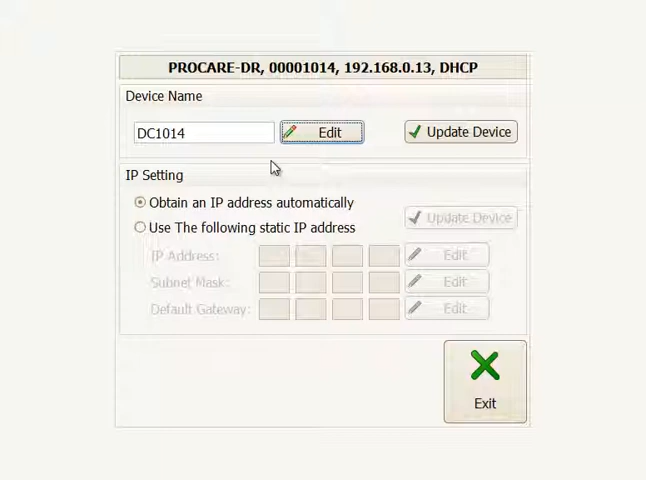 PROCARE-DR, 00001014, 192.168.0.13, DHCP
Device Name
DC1014 Edit Update Device
IP Setting
Obtain an IP address automatically
Update Device
Use The following static IP address
IP Address: Edit
Subnet Mask: Edit
Default Gateway: Edit
Exit